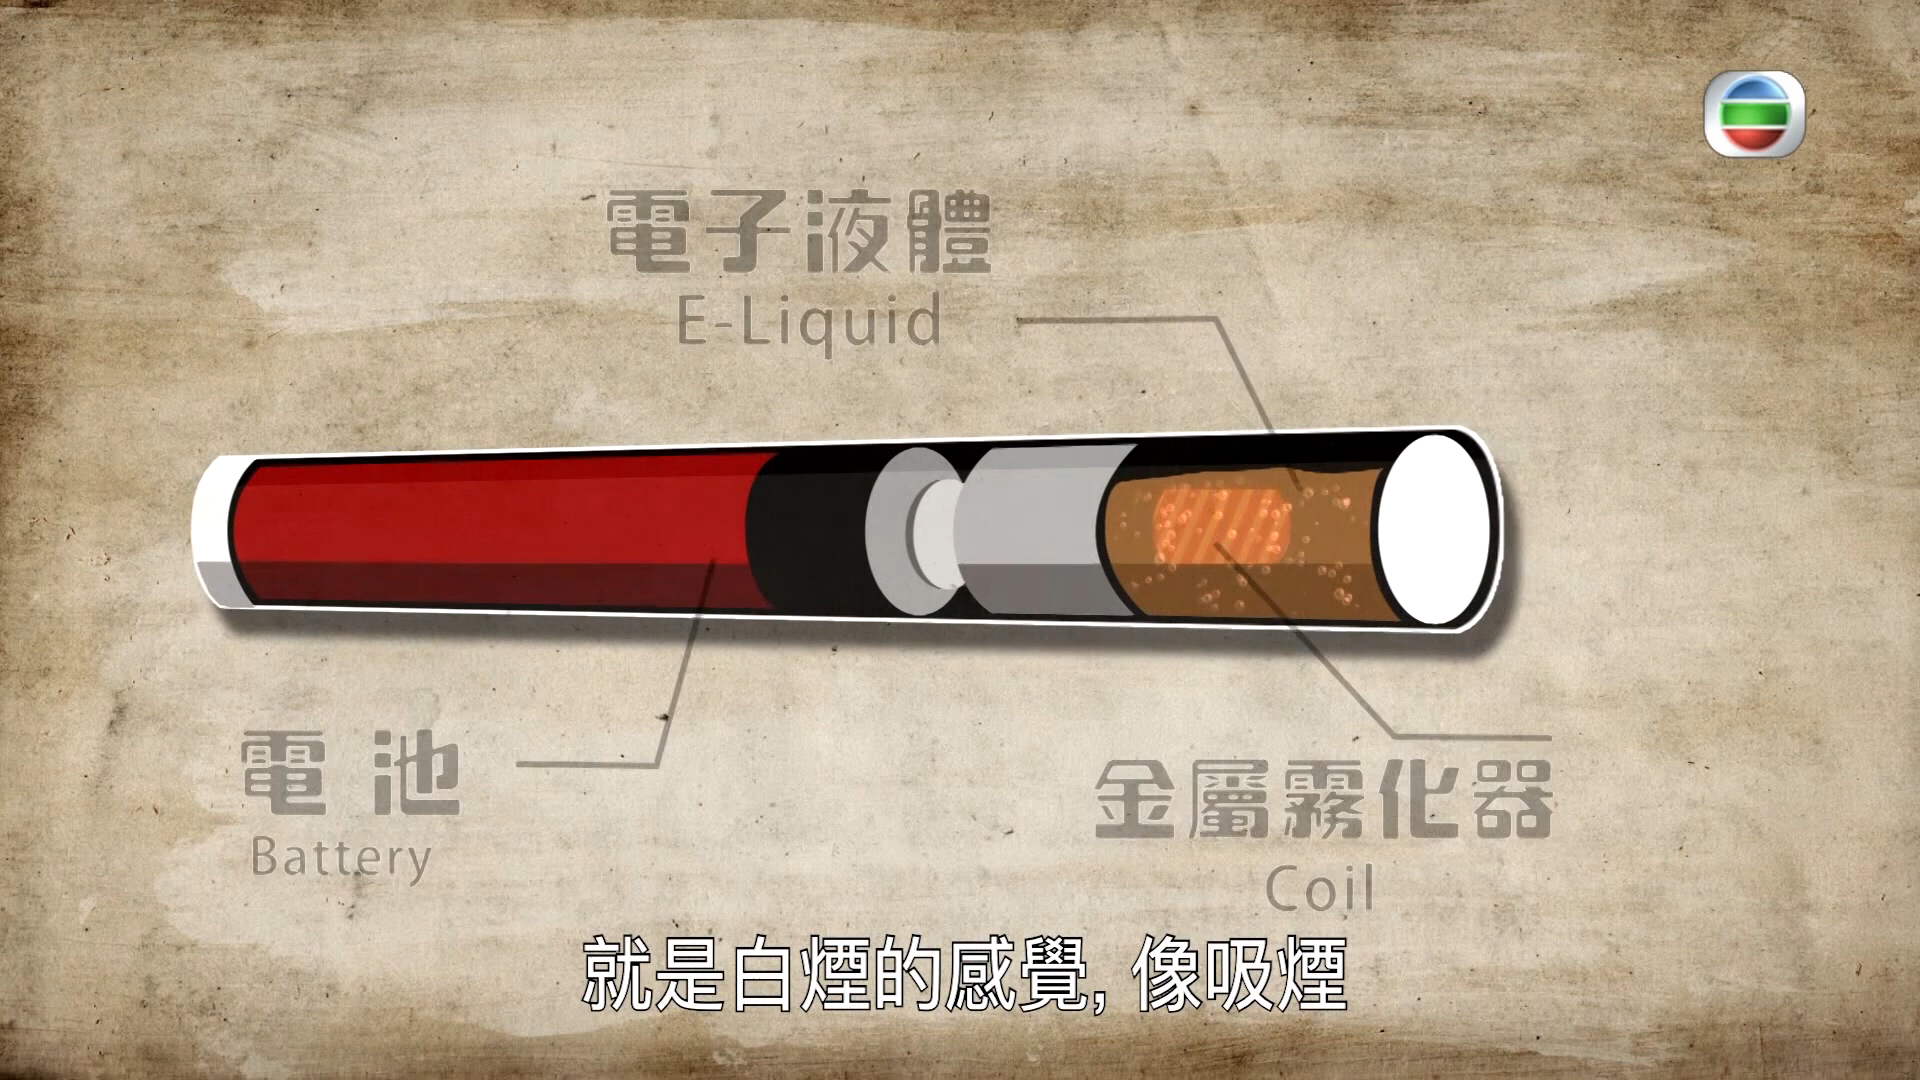 電子液體
E-Liquid
電池
Battery
金屬霧化器
Coil
就是白煙的感覺, 像吸煙